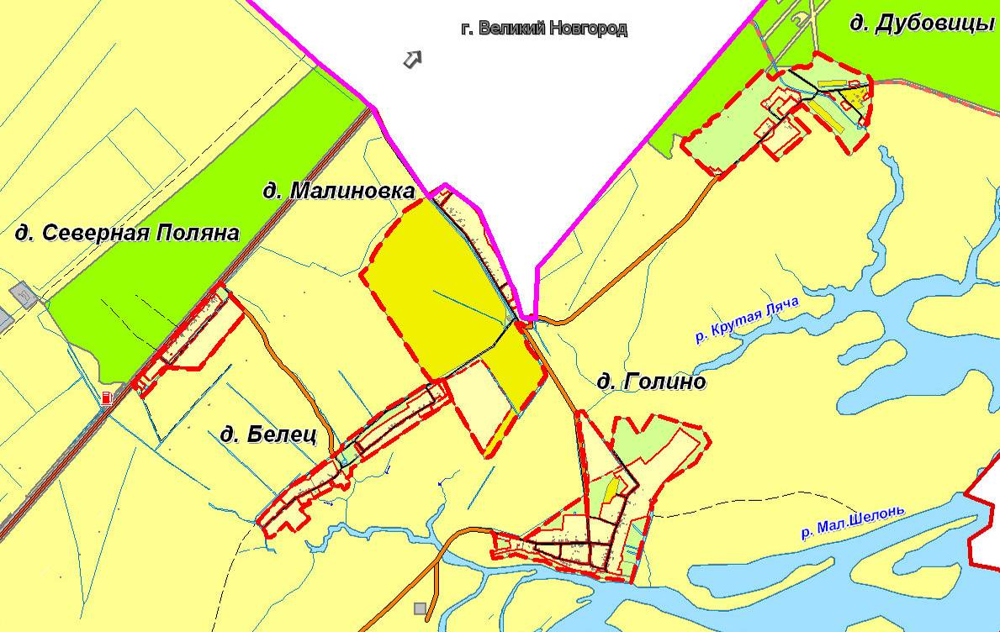 д. Дубовицы
г. Великий Новгород
д. Малиновка
д. Северная Поляна
р. Крутая Ляча
д. Голино
д. Белец
р. Мал.Шелонь